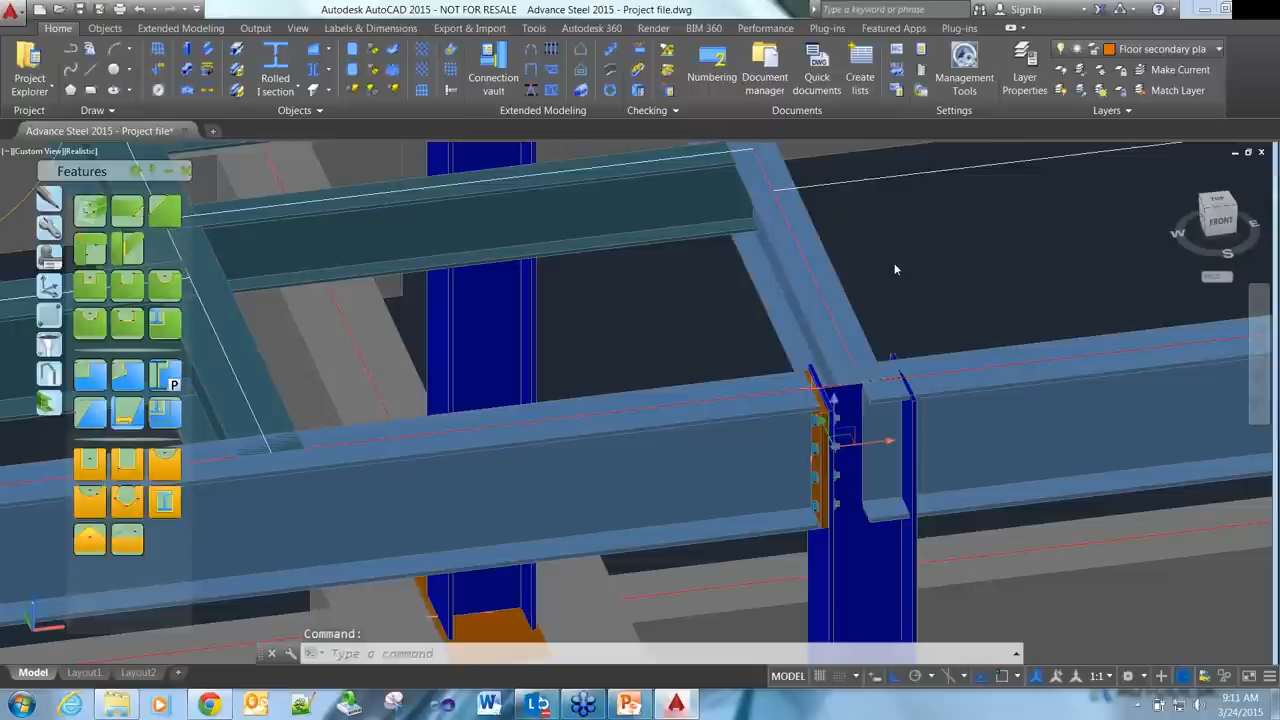 Autodesk AutoCAD 2015 - NOT FOR RESALE Advance Steel 2015 - Project file.dwg
Type a keyword or phrase
Sign In
Home Objects Extended Modeling Output View Labels & Dimensions Export & Import Tools Autodesk 360 Render BIM 360 Performance Plug-ins Featured Apps Plug-ins
Project Explorer
Rolled I section
Connection vault
Numbering
Document manager
Quick documents
Create lists
Management Tools
Layer Properties
Floor secondary pla
Make Current
Match Layer
Project Draw Objects Extended Modeling Checking Documents Settings Layers
Advance Steel 2015 - Project file*
[−][Custom View][Realistic]
Features
P
TOP
FRONT
W
E
S
Command:
Type a command
Model Layout1 Layout2 +
MODEL
1:1
9:11 AM
3/24/2015